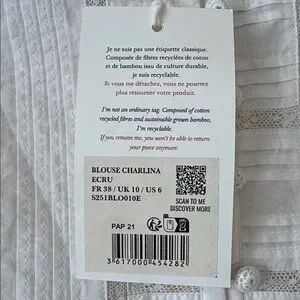 Je ne suis pas une étiquette classique.
Composée de fibres recyclées de coton
et de bambou issu de culture durable,
je suis recyclable.
Si vous me détachez, vous ne pourrez
plus retourner votre produit.
I'm not an ordinary tag. Composed of cotton
recycled fibres and sustainable grown bamboo,
I'm recyclable.
If you remove me, you won't be able to return
your piece anymore.
BLOUSE CHARLINA
ECRU
FR 38 / UK 10 / US 6
S251BLO010E
SCAN TO ME
DISCOVER MORE
PAP 21
3 617000 454282